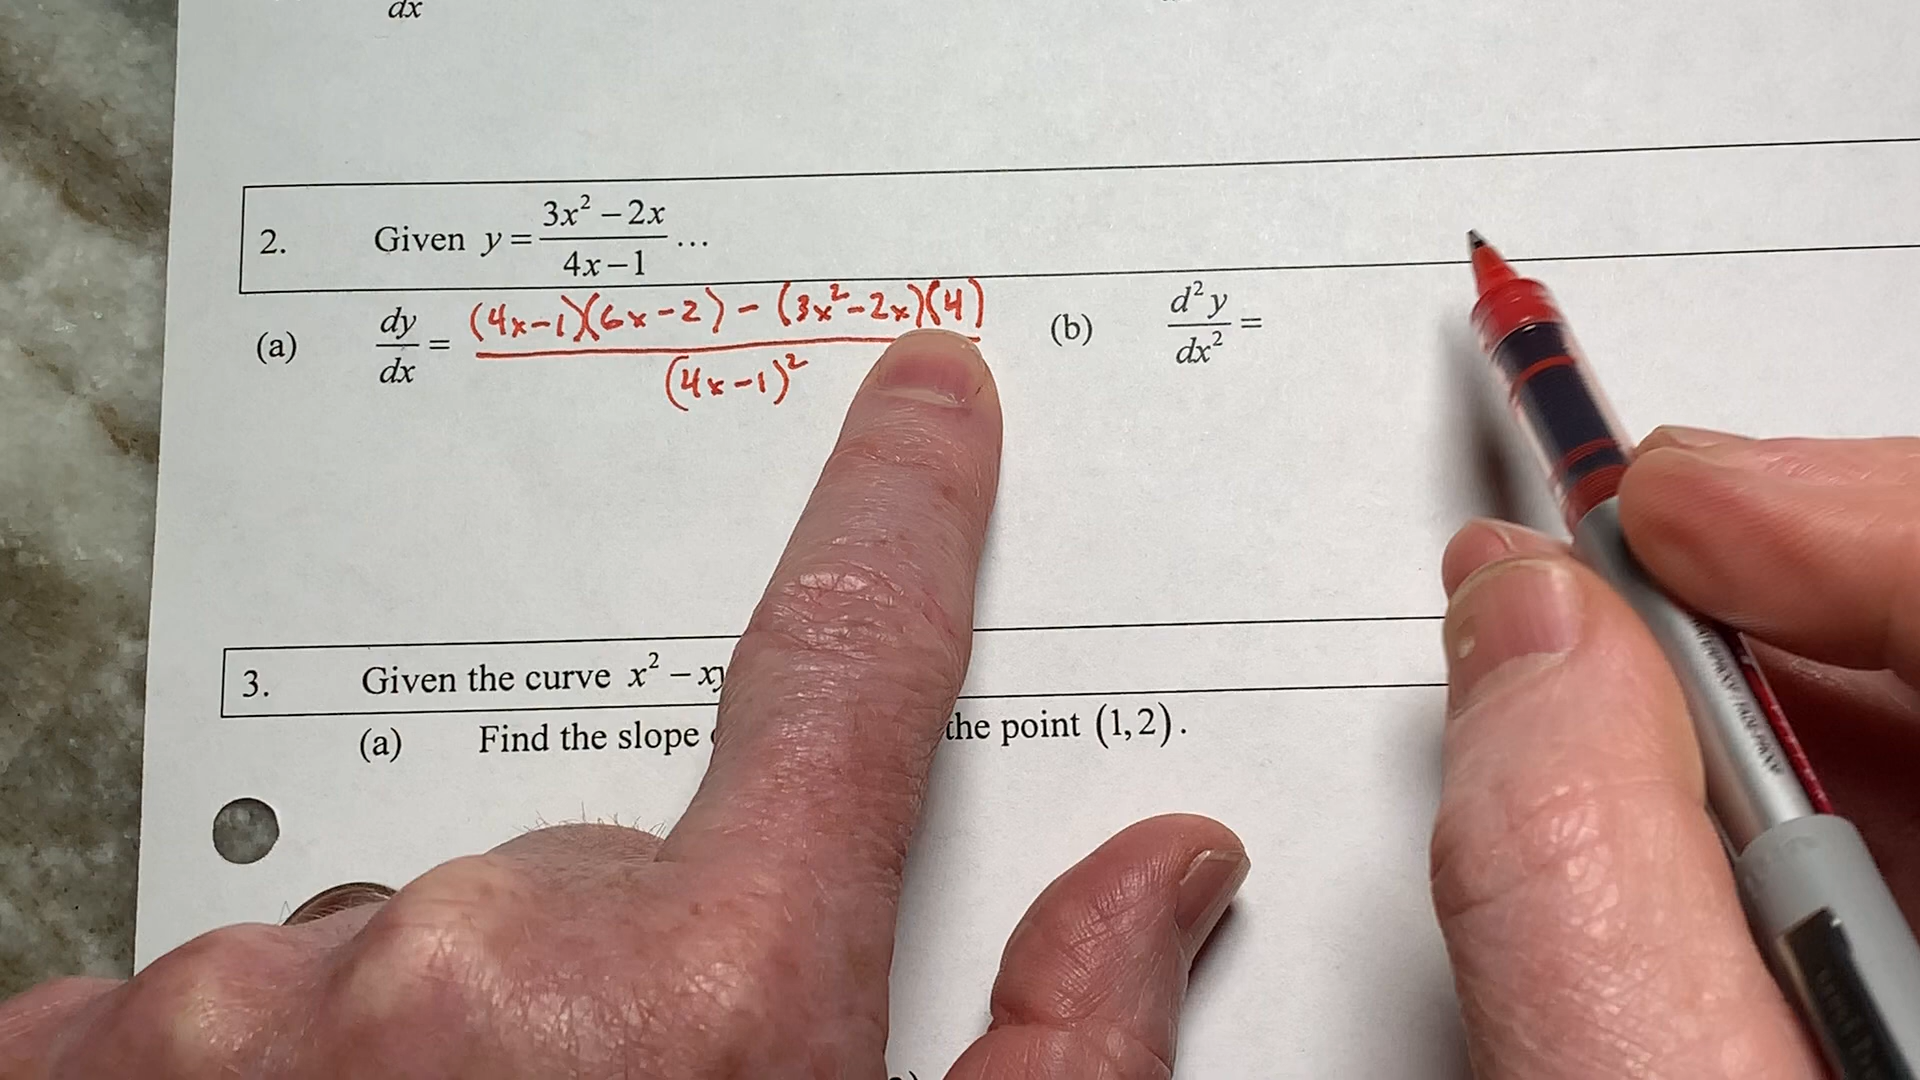 dx
2. Given y = (3x² − 2x)/(4x − 1) ...
(a) dy/dx = ((4x−1)(6x−2) − (3x²−2x)(4))/(4x−1)² (b) d²y/dx² =
3. Given the curve x² − xy
(a) Find the slope the point (1, 2).